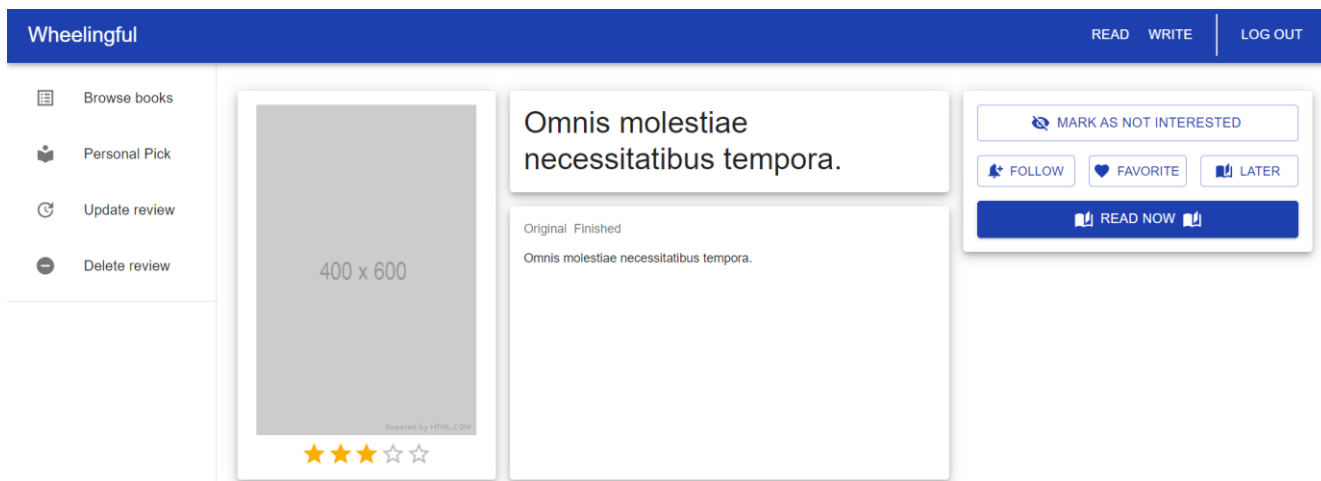 Wheelingful
READ WRITE LOG OUT
Browse books
Personal Pick
Update review
Delete review
400 x 600
Powered by HTML.COM
Omnis molestiae
necessitatibus tempora.
Original Finished
Omnis molestiae necessitatibus tempora.
MARK AS NOT INTERESTED
FOLLOW FAVORITE LATER
READ NOW